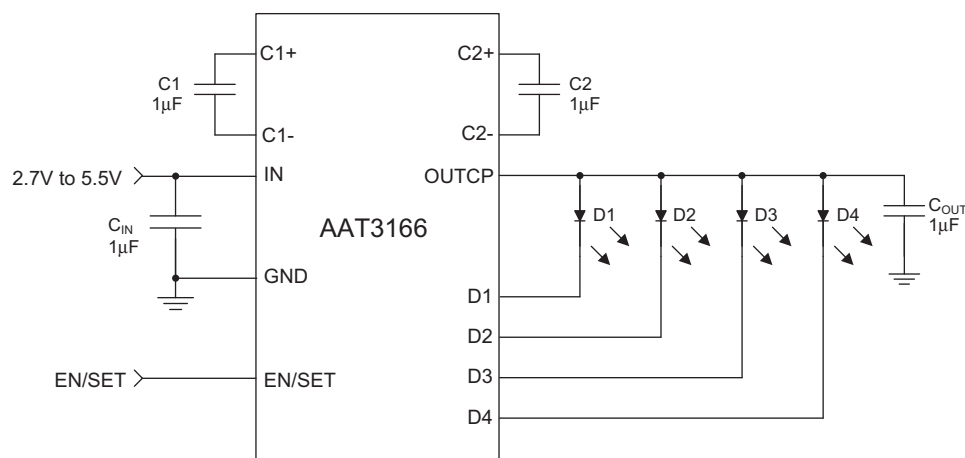 C1+
C2+
C1
1µF
C2
1µF
C1-
C2-
2.7V to 5.5V
IN
OUTCP
D1
D2
D3
D4
COUT
1µF
CIN
1µF
AAT3166
GND
D1
D2
EN/SET
EN/SET
D3
D4